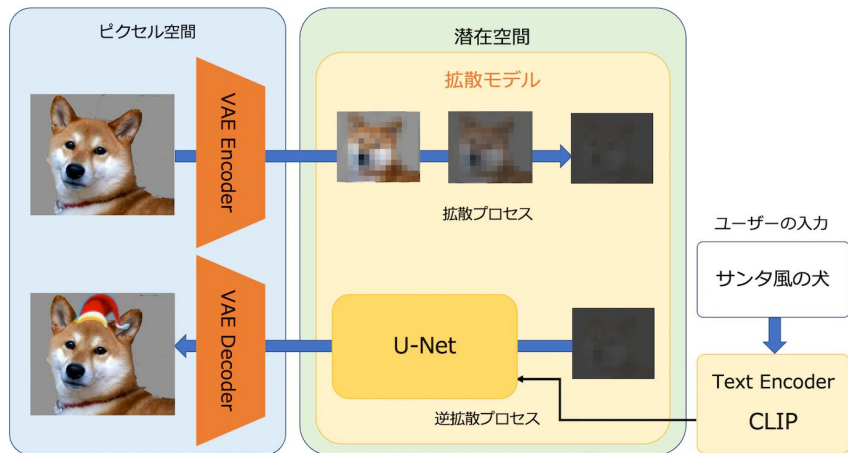 ピクセル空間
潜在空間
拡散モデル
VAE Encoder
拡散プロセス
ユーザーの入力
サンタ風の犬
VAE Decoder
U-Net
逆拡散プロセス
Text Encoder
CLIP